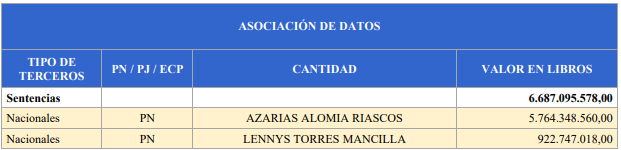 ASOCIACIÓN DE DATOS
TIPO DE TERCEROS PN / PJ / ECP CANTIDAD VALOR EN LIBROS
Sentencias 6.687.095.578,00
Nacionales PN AZARIAS ALOMIA RIASCOS 5.764.348.560,00
Nacionales PN LENNYS TORRES MANCILLA 922.747.018,00